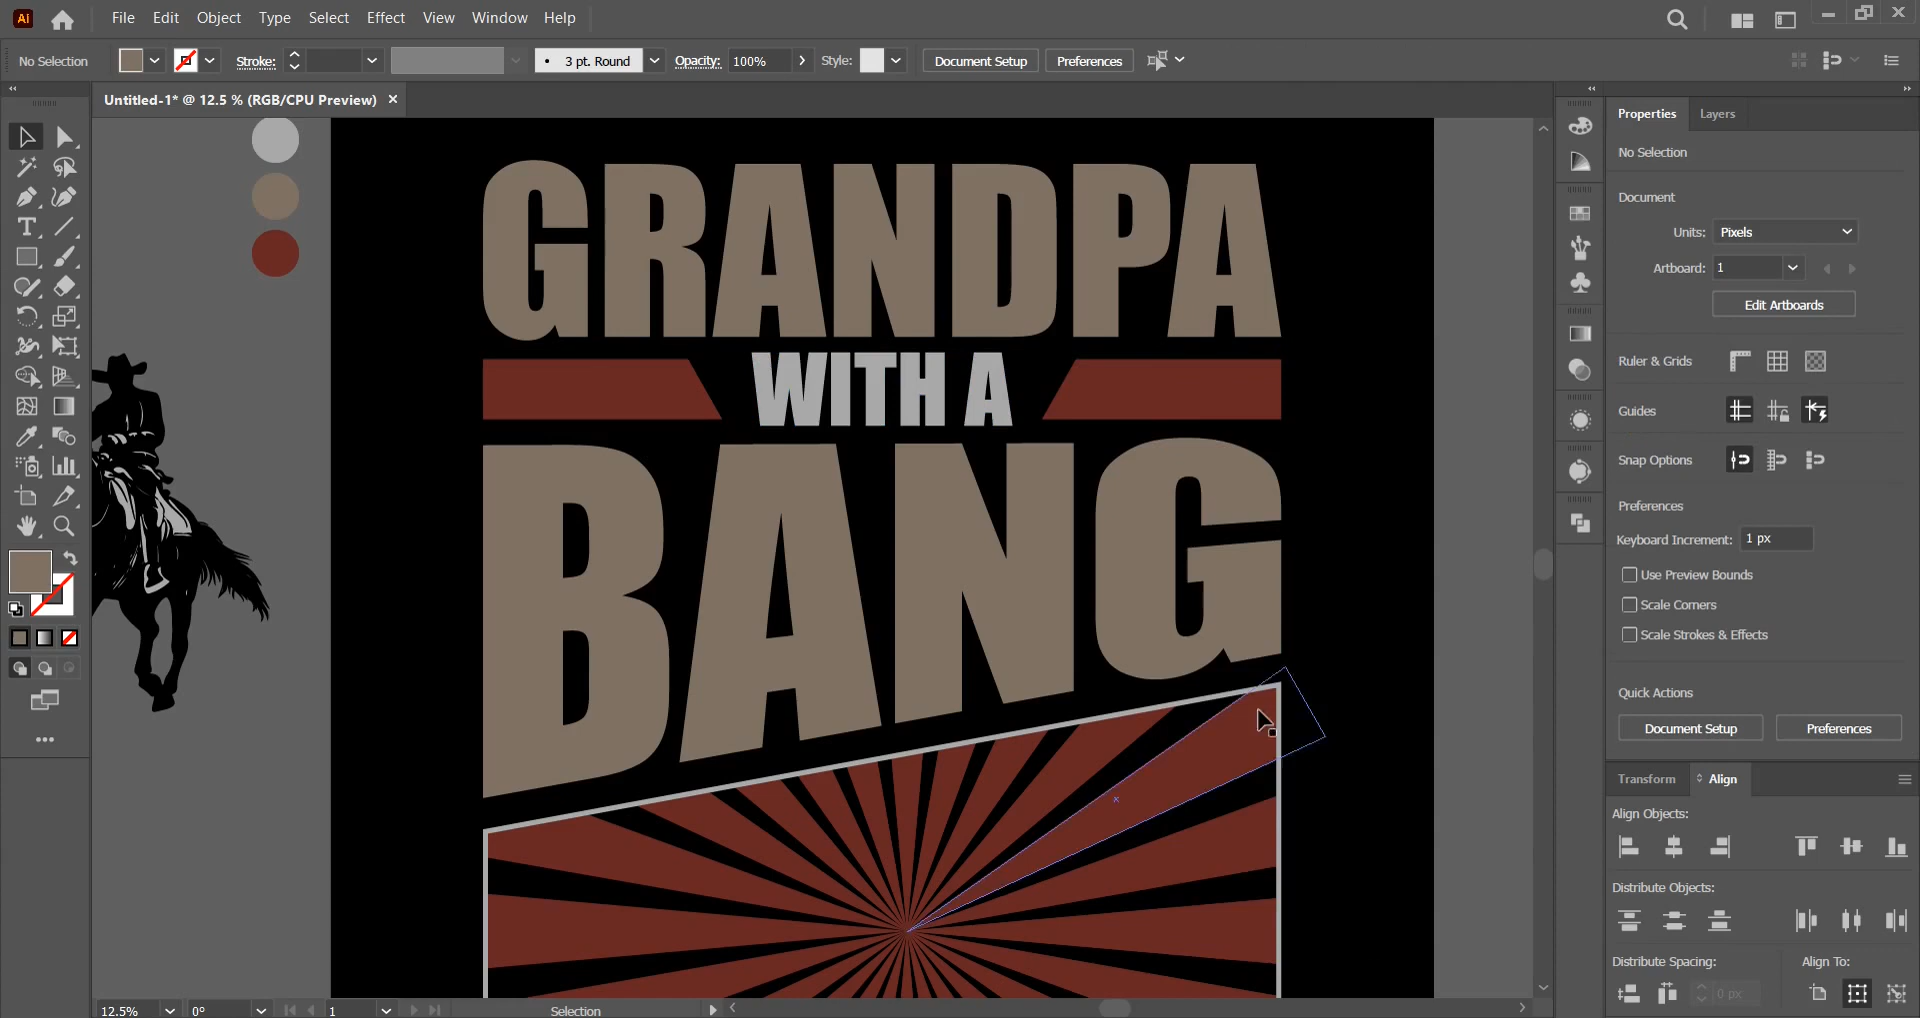 Ai File Edit Object Type Select Effect View Window Help
No Selection Stroke: 3 pt. Round Opacity: 100% Style: Document Setup Preferences
Untitled-1* @ 12.5 % (RGB/CPU Preview)
Properties Layers
No Selection
Document
Units: Pixels
Artboard: 1
Edit Artboards
Ruler & Grids
Guides
Snap Options
Preferences
Keyboard Increment: 1 px
Use Preview Bounds
Scale Corners
Scale Strokes & Effects
Quick Actions
Document Setup Preferences
Transform Align
Align Objects:
Distribute Objects:
Distribute Spacing: Align To:
0 px
GRANDPA
WITH A
BANG
12.5% 0° 1 Selection